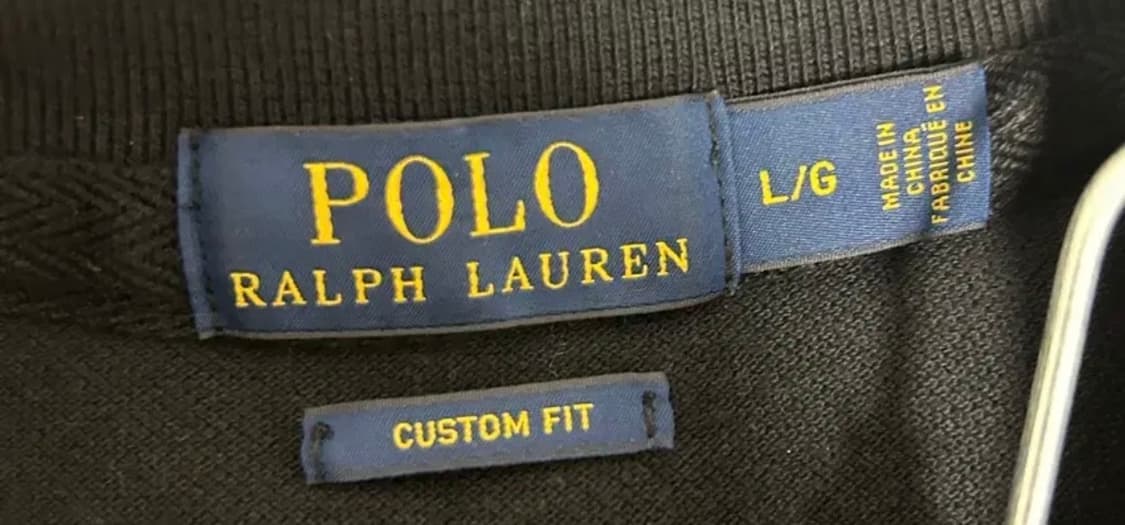 POLO
RALPH LAUREN
L/G
MADE IN
CHINA
FABRIQUÉ EN
CHINE
CUSTOM FIT